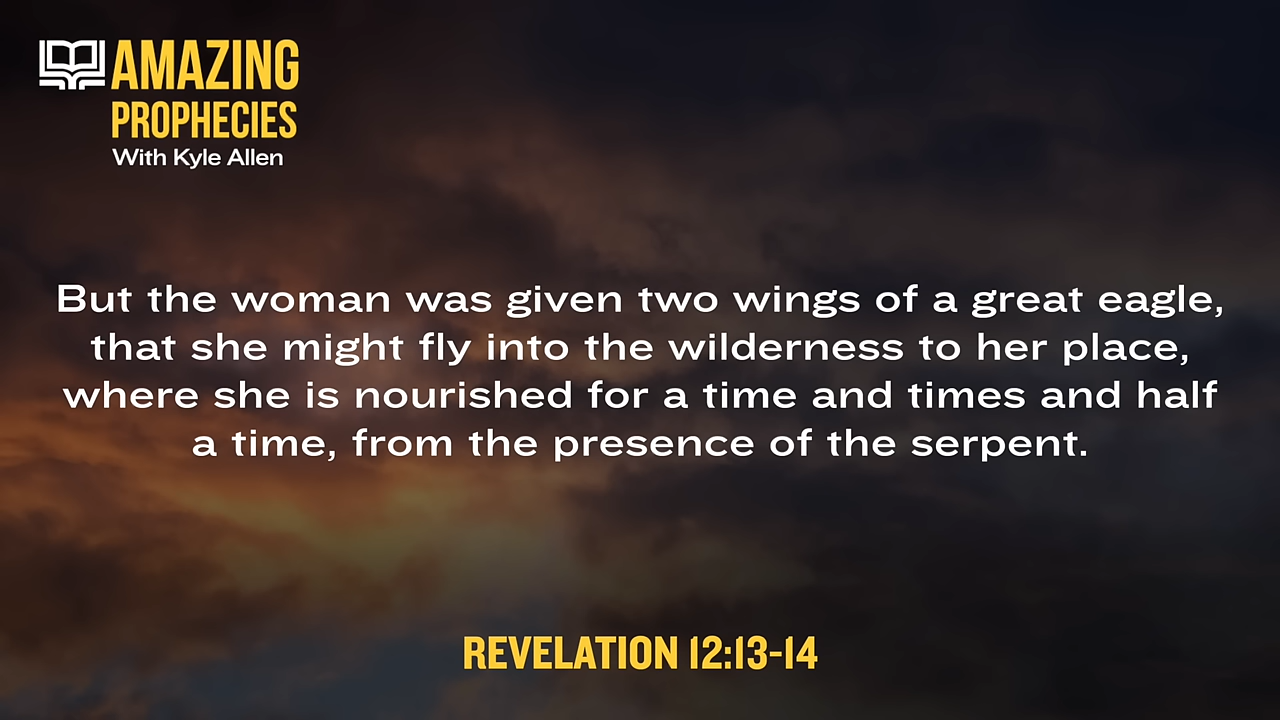 AMAZING
PROPHECIES
With Kyle Allen
But the woman was given two wings of a great eagle,
that she might fly into the wilderness to her place,
where she is nourished for a time and times and half
a time, from the presence of the serpent.
REVELATION 12:13-14